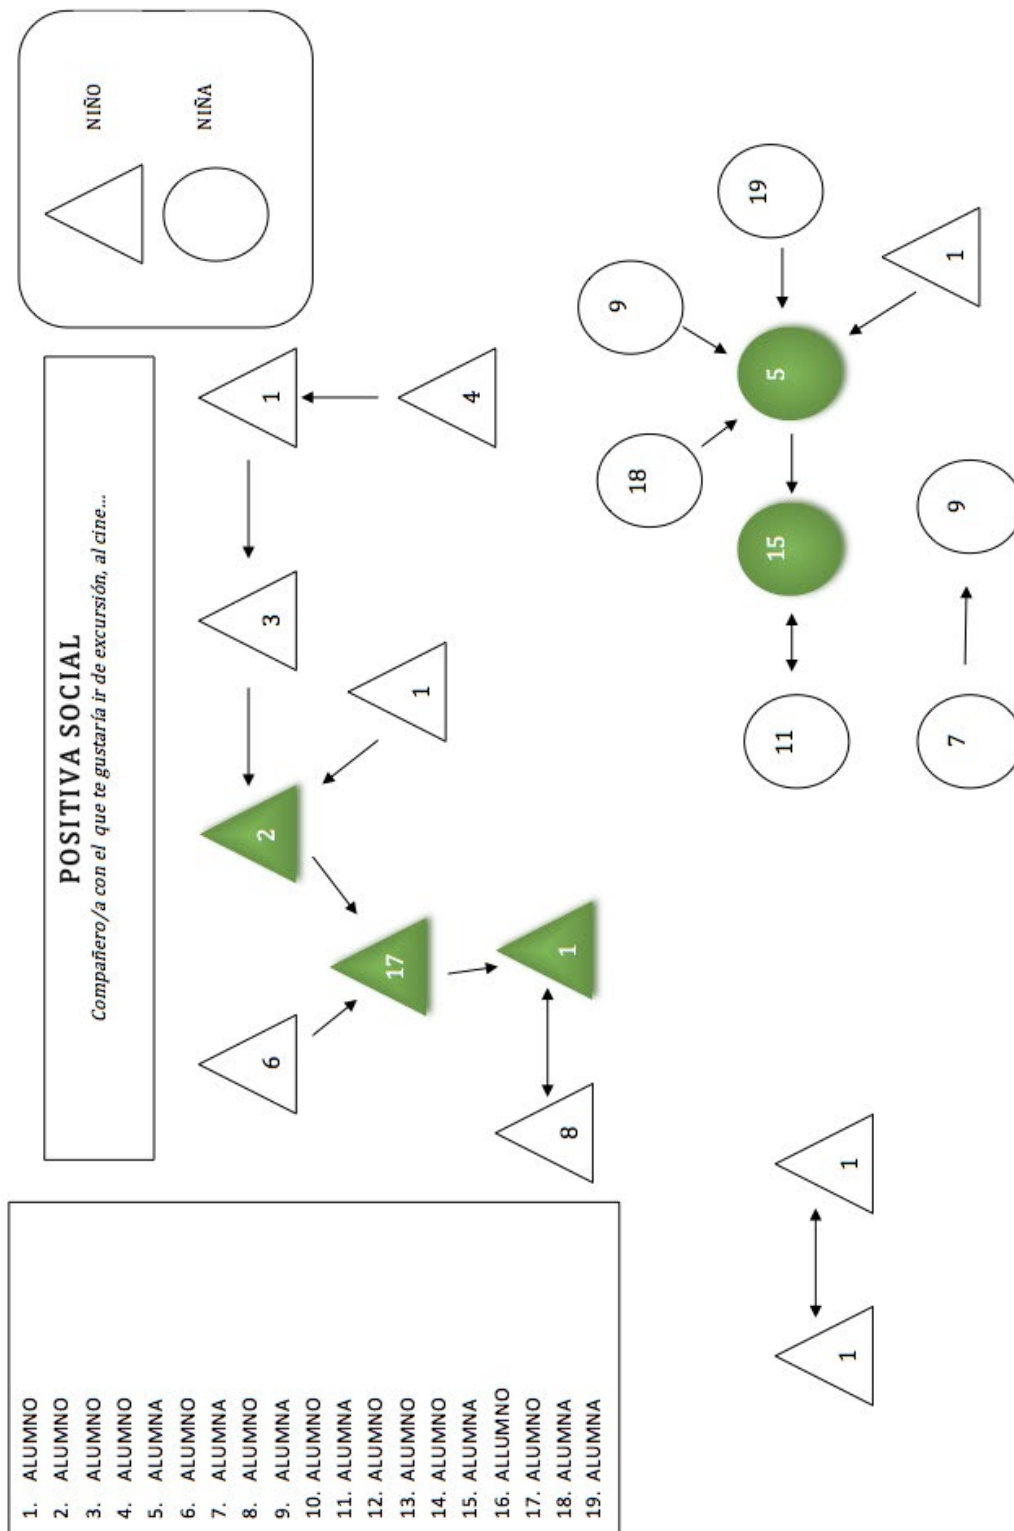 1. ALUMNO
2. ALUMNO
3. ALUMNO
4. ALUMNO
5. ALUMNA
6. ALUMNO
7. ALUMNA
8. ALUMNO
9. ALUMNA
10. ALUMNO
11. ALUMNA
12. ALUMNO
13. ALUMNO
14. ALUMNO
15. ALUMNA
16. ALLUMNO
17. ALUMNO
18. ALUMNA
19. ALUMNA
POSITIVA SOCIAL
Compañero/a con el que te gustaría ir de excursión, al cine...
NIÑO
NIÑA
6
2
3
1
1
17
4
8
1
9
18
19
11
15
5
1
1
1
7
9